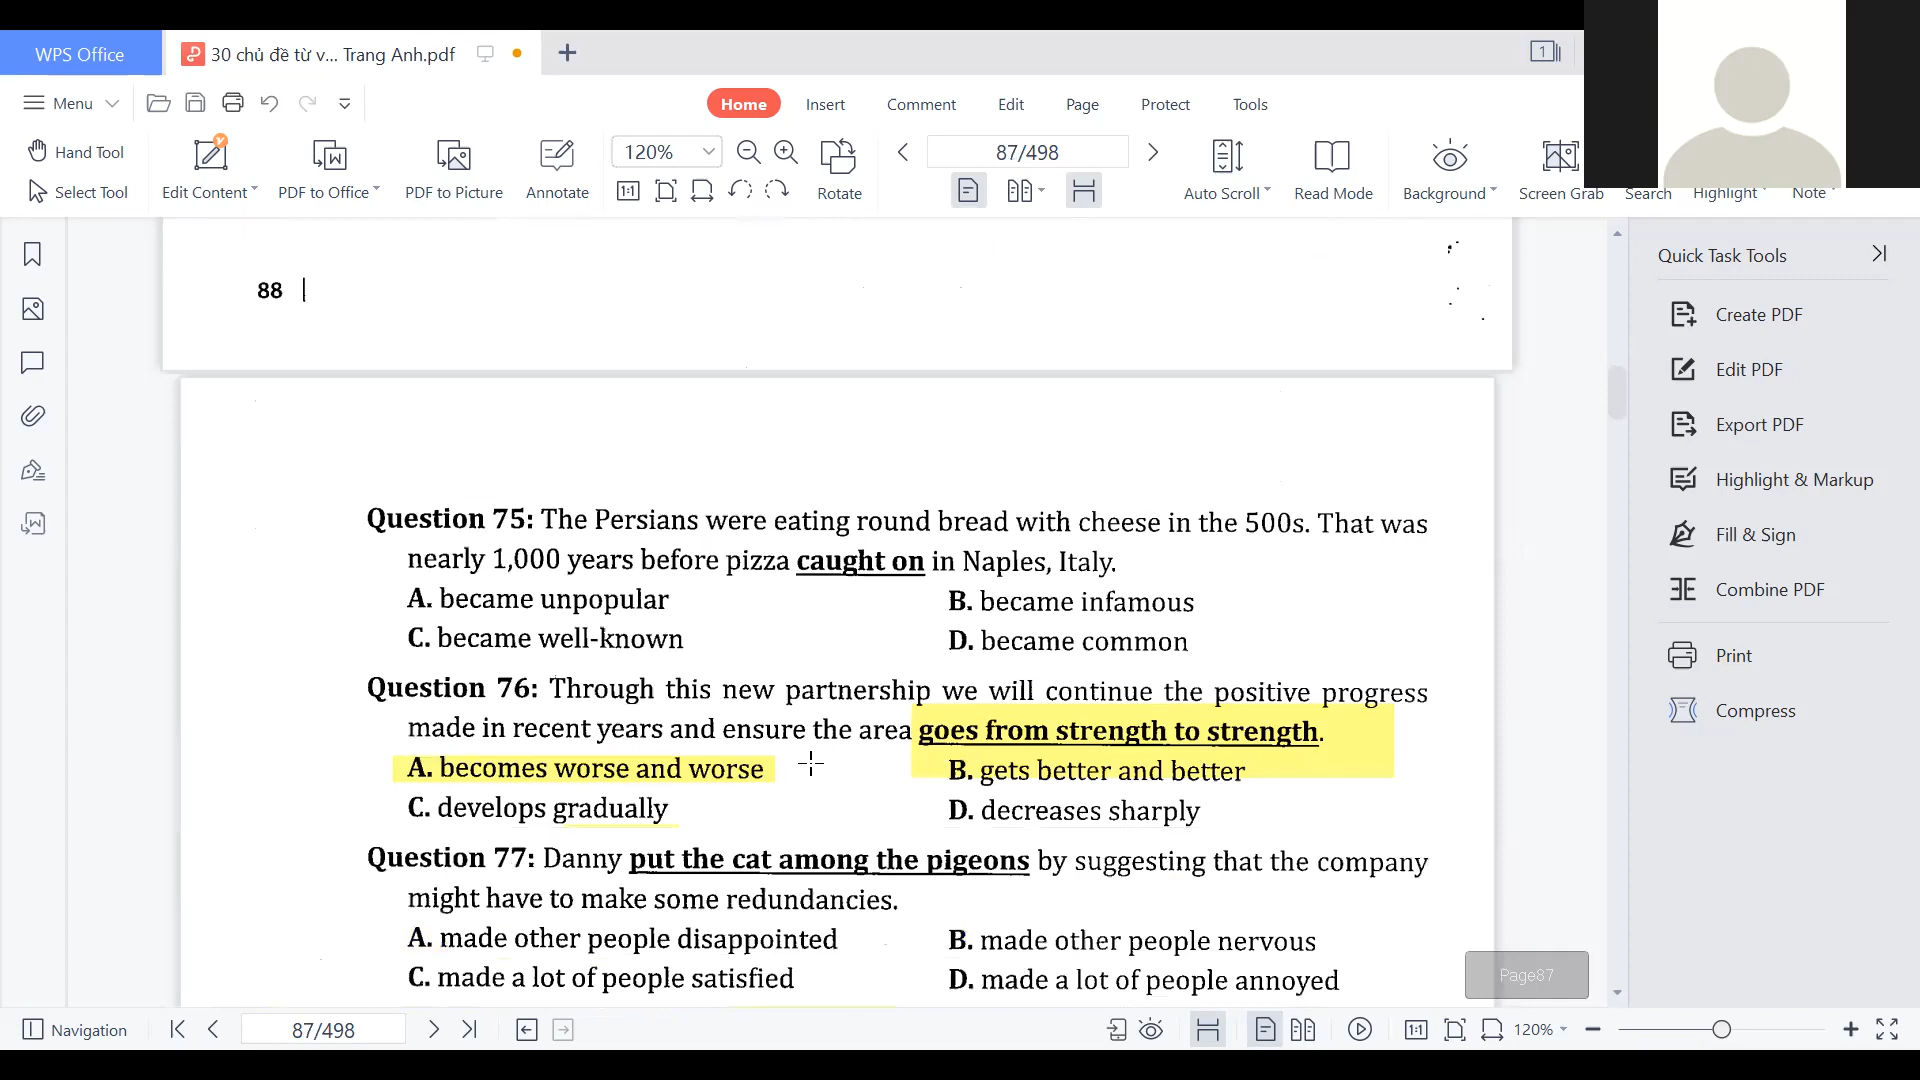 WPS Office
30 chủ đề từ v... Trang Anh.pdf
1
Menu
Home
Insert
Comment
Edit
Page
Protect
Tools
Hand Tool
Select Tool
Edit Content
PDF to Office
PDF to Picture
Annotate
120%
1:1
Rotate
87/498
Auto Scroll
Read Mode
Background
Screen Grab
Search
Highlight
Note
88
Question 75: The Persians were eating round bread with cheese in the 500s. That was
nearly 1,000 years before pizza caught on in Naples, Italy.
A. became unpopular
B. became infamous
C. became well-known
D. became common
Question 76: Through this new partnership we will continue the positive progress
made in recent years and ensure the area goes from strength to strength.
A. becomes worse and worse
B. gets better and better
C. develops gradually
D. decreases sharply
Question 77: Danny put the cat among the pigeons by suggesting that the company
might have to make some redundancies.
A. made other people disappointed
B. made other people nervous
C. made a lot of people satisfied
D. made a lot of people annoyed
Page87
Quick Task Tools
Create PDF
Edit PDF
Export PDF
Highlight & Markup
Fill & Sign
Combine PDF
Print
Compress
Navigation
87/498
1:1
120%